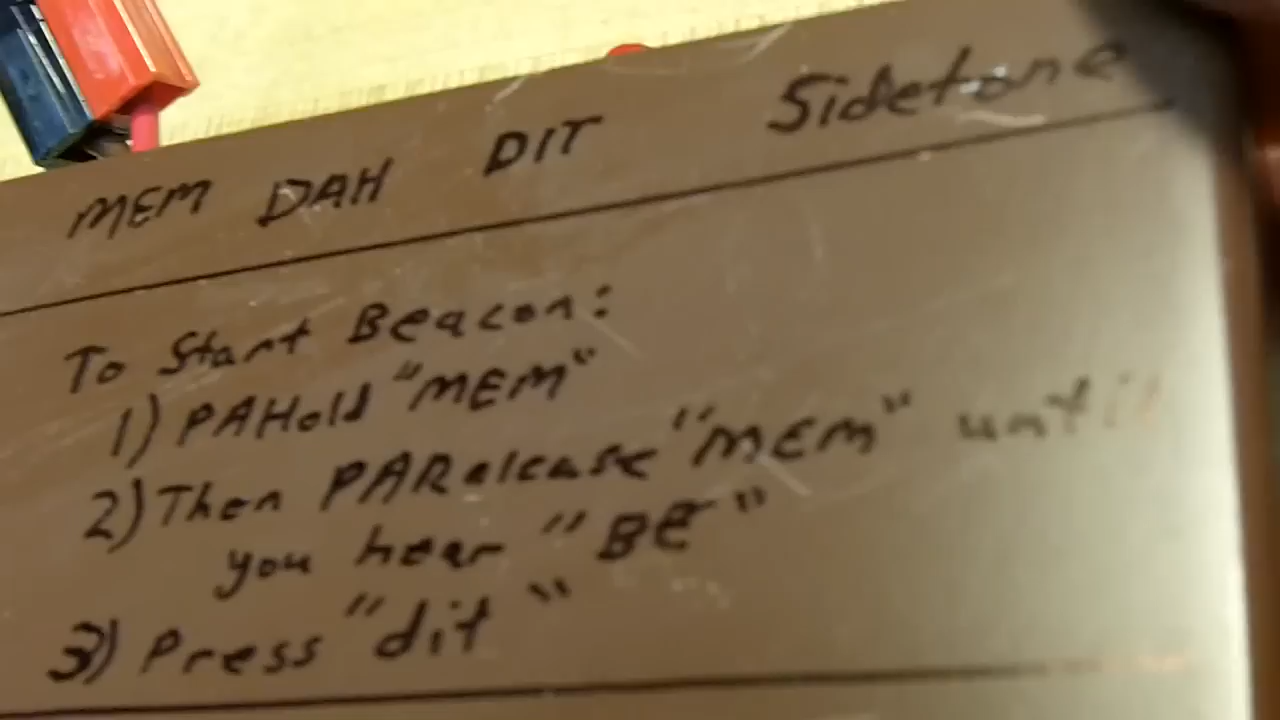 MEM DAH DIT Sidetone
To Start Beacon:
1) PAHold "MEM"
2) Then PARelease "MEM" until
you hear "BE"
3) Press "dit"